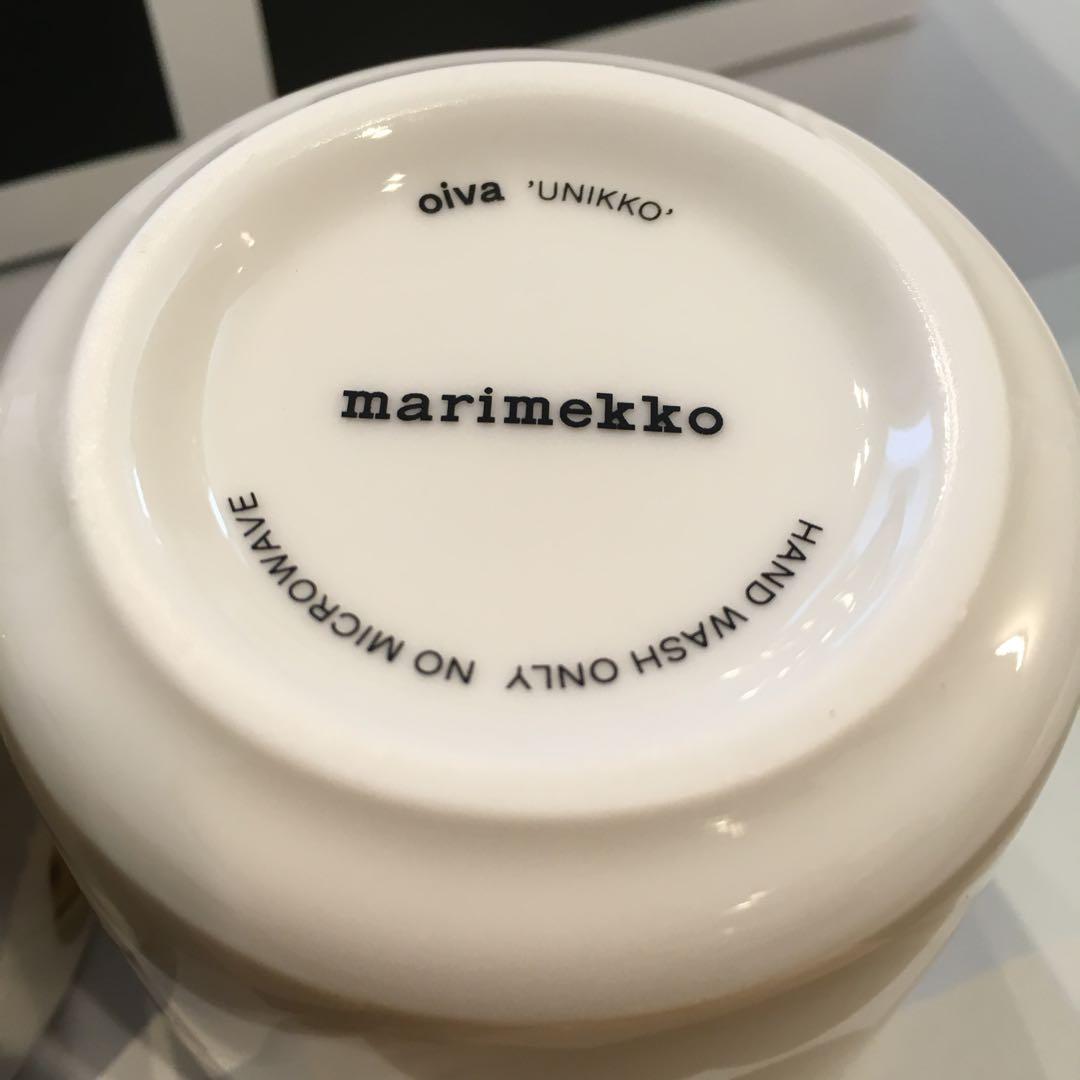 oiva 'UNIKKO'
marimekko
HAND WASH ONLY NO MICROWAVE